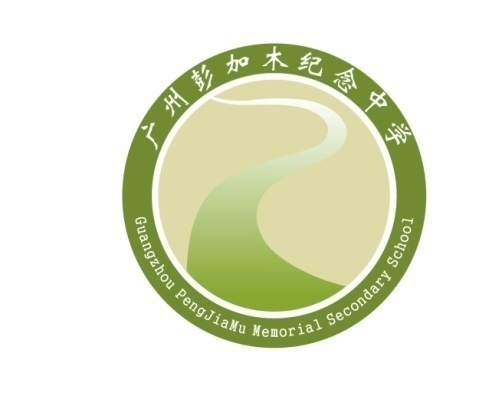 广州彭加木纪念中学
Guangzhou PengJiaMu Memorial Secondary School